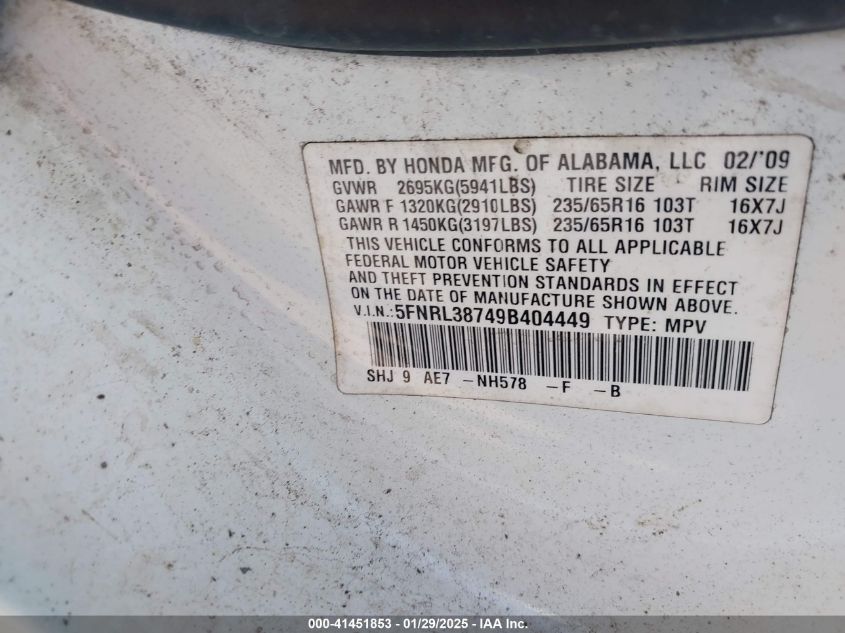 MFD. BY HONDA MFG. OF ALABAMA, LLC 02/'09
GVWR 2695KG(5941LBS) TIRE SIZE RIM SIZE
GAWR F 1320KG(2910LBS) 235/65R16 103T 16X7J
GAWR R 1450KG(3197LBS) 235/65R16 103T 16X7J
THIS VEHICLE CONFORMS TO ALL APPLICABLE
FEDERAL MOTOR VEHICLE SAFETY
AND THEFT PREVENTION STANDARDS IN EFFECT
ON THE DATE OF MANUFACTURE SHOWN ABOVE.
V.I.N.:5FNRL38749B404449 TYPE: MPV
SHJ 9 AE7 -NH578 -F -B
000-41451853 | 01/29/2025 - IAA Inc.